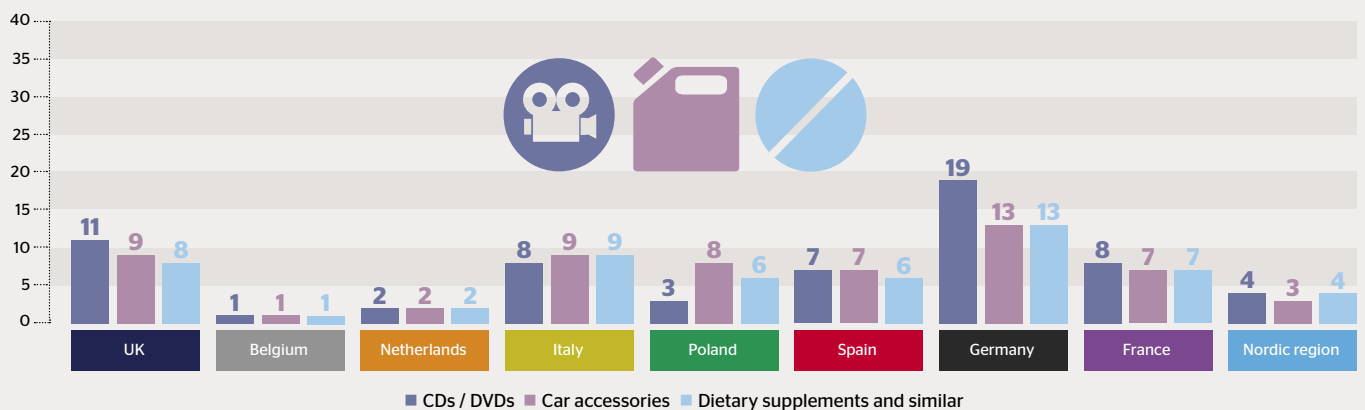 40
35
30
25
20
15
10
5
0
11 9 8
1 1 1
2 2 2
8 9 9
3 8 6
7 7 6
19 13 13
8 7 7
4 3 4
UK Belgium Netherlands Italy Poland Spain Germany France Nordic region
CDs / DVDs Car accessories Dietary supplements and similar